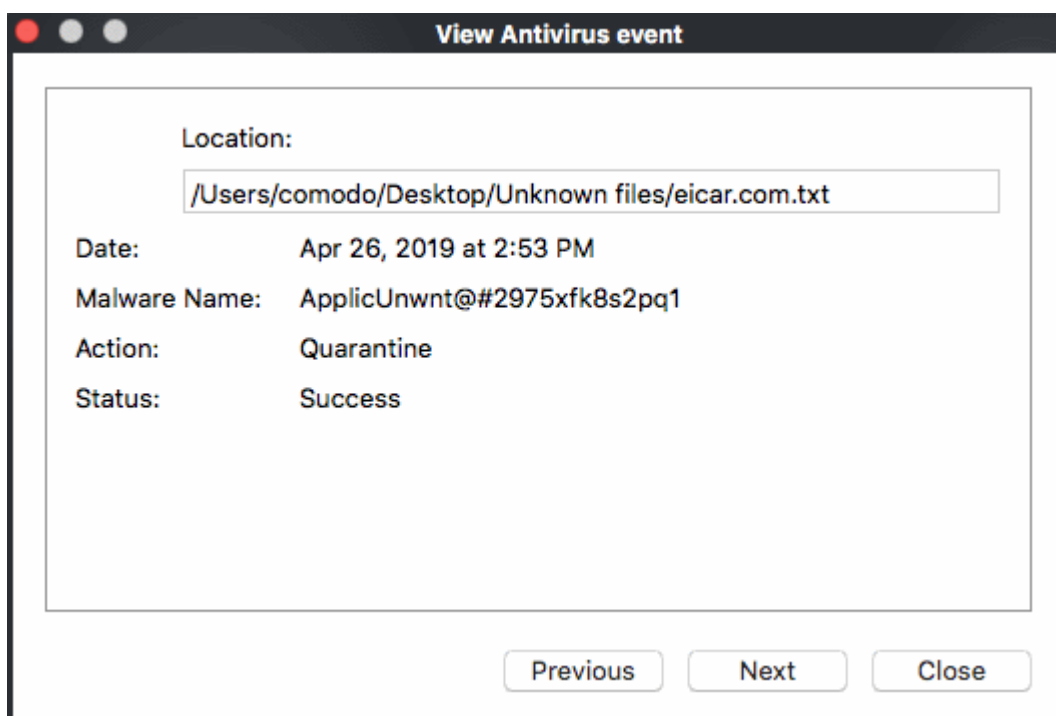 View Antivirus event
Location:
/Users/comodo/Desktop/Unknown files/eicar.com.txt
Date: Apr 26, 2019 at 2:53 PM
Malware Name: ApplicUnwnt@#2975xfk8s2pq1
Action: Quarantine
Status: Success
Previous Next Close